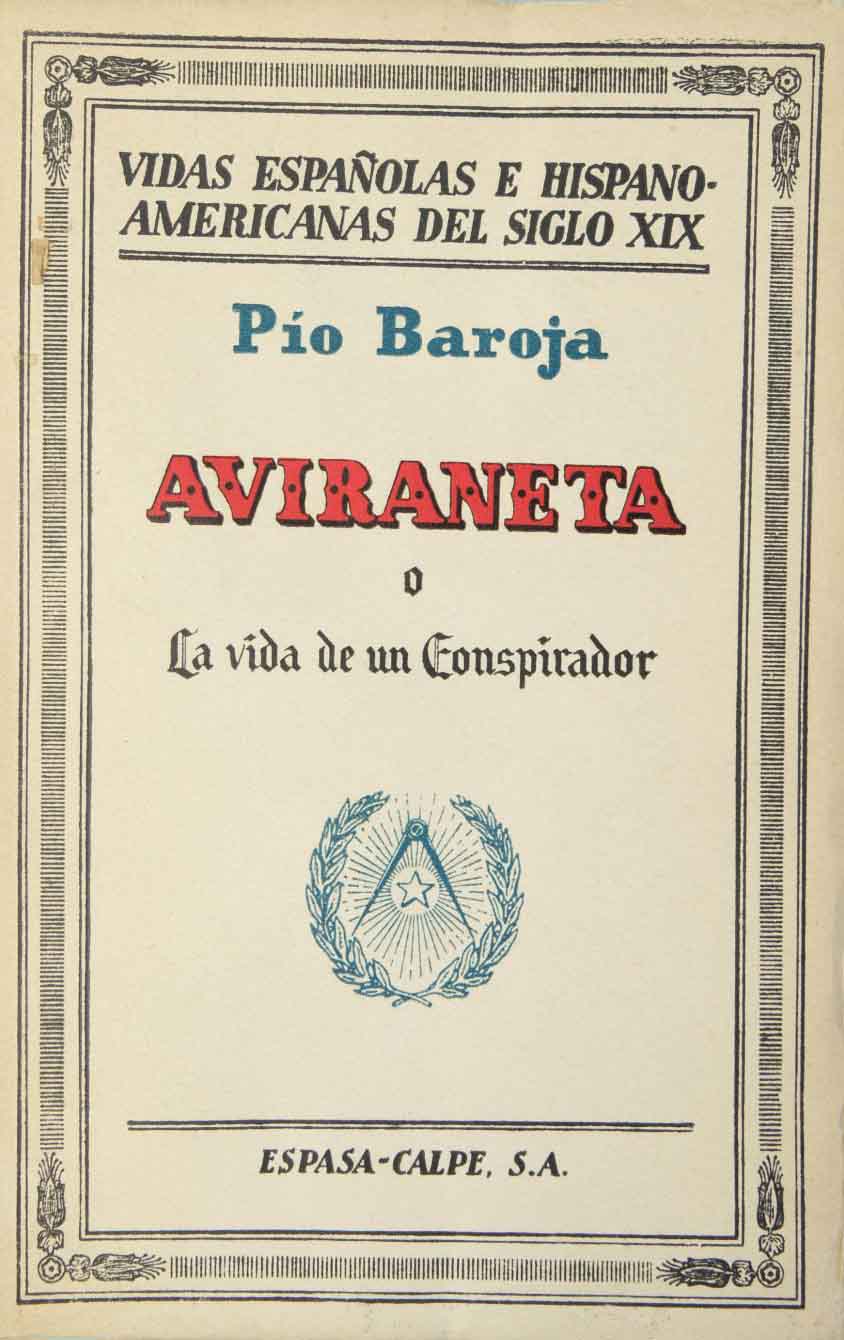 VIDAS ESPAÑOLAS E HISPANO-
AMERICANAS DEL SIGLO XIX
Pío Baroja
AVIRANETA
o
La vida de un Conspirador
ESPASA-CALPE, S.A.